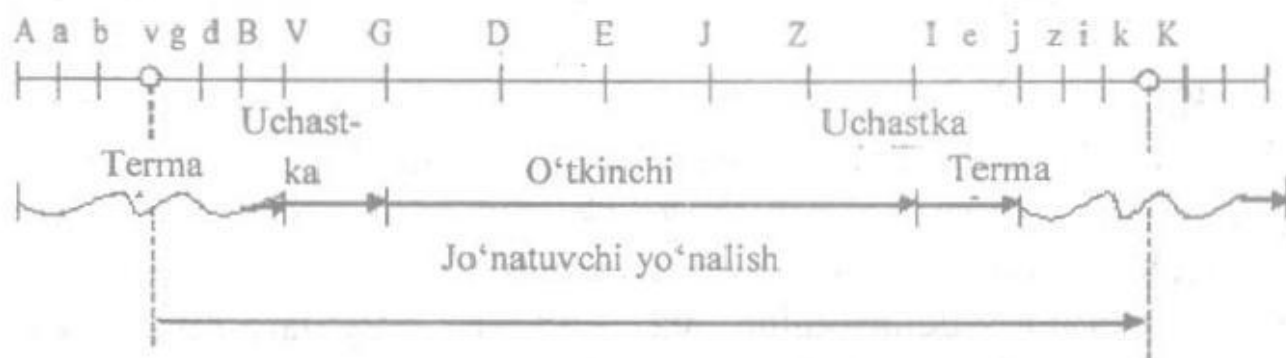 A a b v g d B V G D E J Z I e j z i k K
Uchast- Uchastka
Terma ka O‘tkinchi Terma
Jo‘natuvchi yo‘nalish